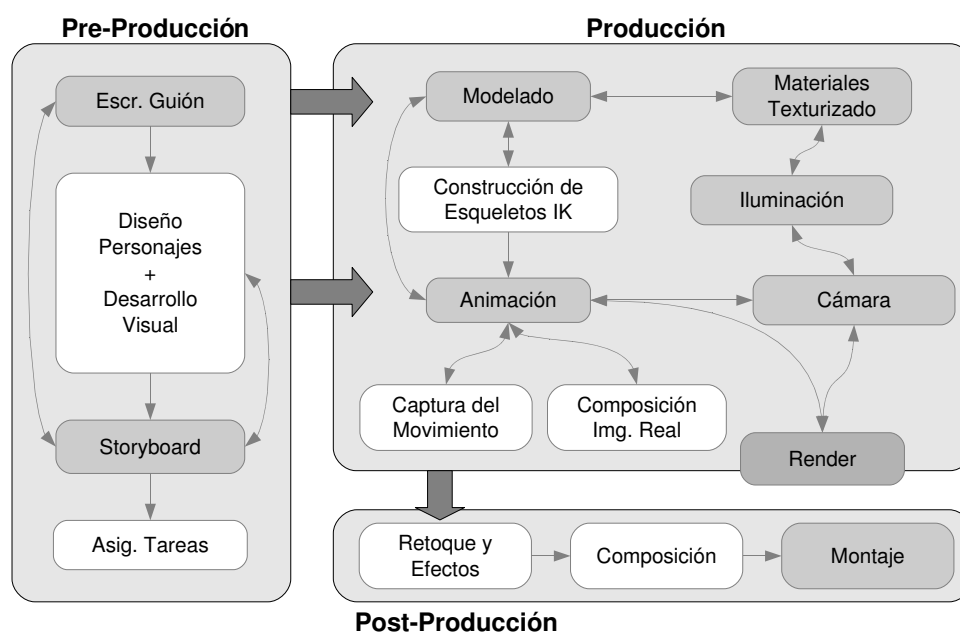 Pre-Producción
Escr. Guión
Diseño
Personajes
+
Desarrollo
Visual
Storyboard
Asig. Tareas
Producción
Modelado
Materiales
Texturizado
Construcción de
Esqueletos IK
Iluminación
Animación
Cámara
Captura del
Movimiento
Composición
Img. Real
Render
Retoque y
Efectos
Composición
Montaje
Post-Producción